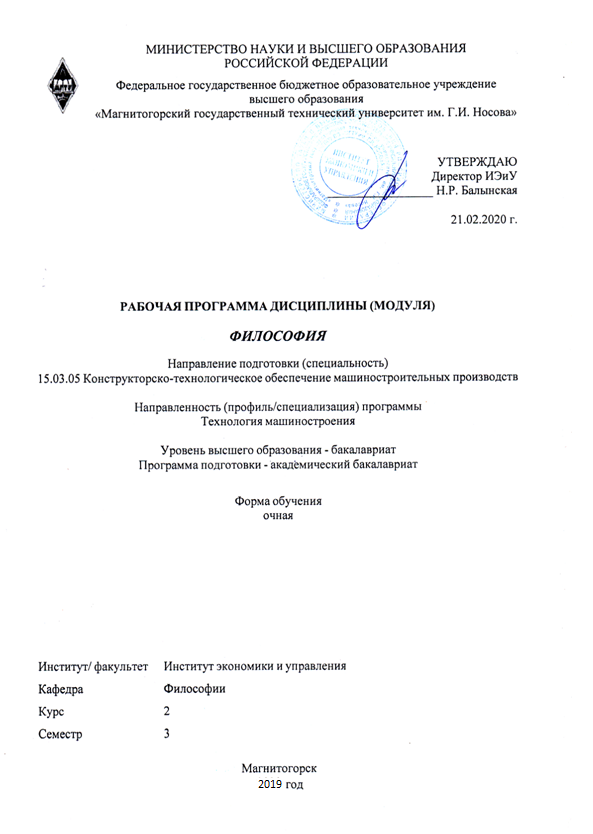 МИНИСТЕРСТВО НАУКИ И ВЫСШЕГО ОБРАЗОВАНИЯ
РОССИЙСКОЙ ФЕДЕРАЦИИ
Федеральное государственное бюджетное образовательное учреждение
высшего образования
«Магнитогорский государственный технический университет им. Г.И. Носова»
ИНСТИТУТ
ЭКОНОМИКИ И
УПРАВЛЕНИЯ
УТВЕРЖДАЮ
Директор ИЭиУ
Н.Р. Балынская
21.02.2020 г.
РАБОЧАЯ ПРОГРАММА ДИСЦИПЛИНЫ (МОДУЛЯ)
ФИЛОСОФИЯ
Направление подготовки (специальность)
15.03.05 Конструкторско-технологическое обеспечение машиностроительных производств
Направленность (профиль/специализация) программы
Технология машиностроения
Уровень высшего образования - бакалавриат
Программа подготовки - академический бакалавриат
Форма обучения
очная
Институт/ факультет Институт экономики и управления
Кафедра Философии
Курс 2
Семестр 3
Магнитогорск
2019 год